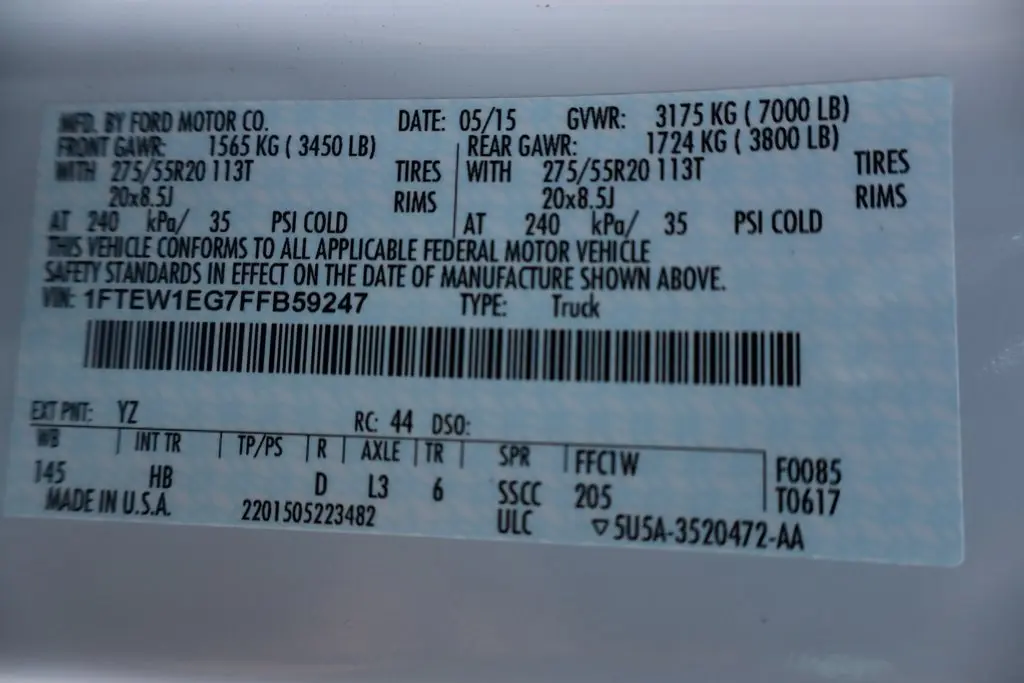 MFD. BY FORD MOTOR CO. DATE: 05/15 GVWR: 3175 KG ( 7000 LB)
FRONT GAWR: 1565 KG ( 3450 LB) REAR GAWR: 1724 KG ( 3800 LB)
WITH 275/55R20 113T TIRES WITH 275/55R20 113T TIRES
20x8.5J RIMS 20x8.5J RIMS
AT 240 kPa/ 35 PSI COLD AT 240 kPa/ 35 PSI COLD
THIS VEHICLE CONFORMS TO ALL APPLICABLE FEDERAL MOTOR VEHICLE
SAFETY STANDARDS IN EFFECT ON THE DATE OF MANUFACTURE SHOWN ABOVE.
VIN: 1FTEW1EG7FFB59247 TYPE: Truck
EXT PNT: YZ RC: 44 DSO:
WB INT TR TP/PS R AXLE TR SPR FFC1W F0085
145 HB D L3 6 SSCC 205 T0617
MADE IN U.S.A. 2201505223482 ULC ▽5U5A-3520472-AA